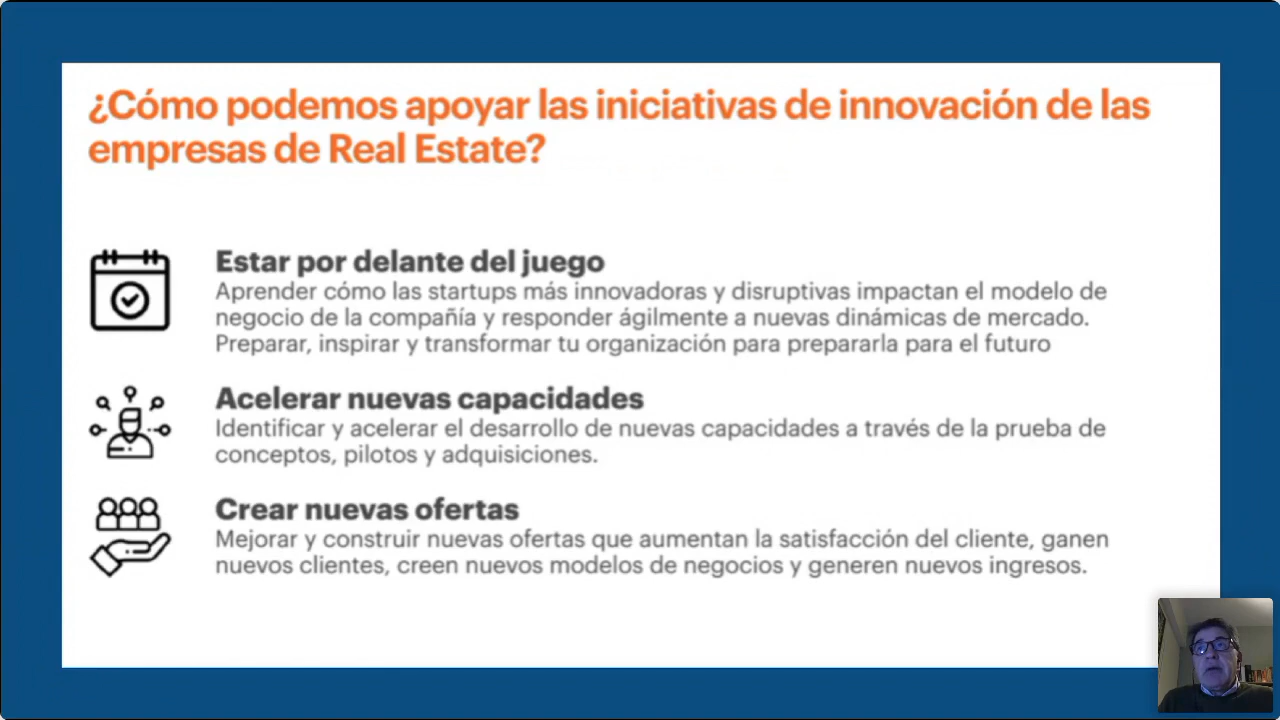 ¿Cómo podemos apoyar las iniciativas de innovación de las
empresas de Real Estate?
Estar por delante del juego
Aprender cómo las startups más innovadoras y disruptivas impactan el modelo de
negocio de la compañía y responder ágilmente a nuevas dinámicas de mercado.
Preparar, inspirar y transformar tu organización para prepararla para el futuro
Acelerar nuevas capacidades
Identificar y acelerar el desarrollo de nuevas capacidades a través de la prueba de
conceptos, pilotos y adquisiciones.
Crear nuevas ofertas
Mejorar y construir nuevas ofertas que aumentan la satisfacción del cliente, ganen
nuevos clientes, creen nuevos modelos de negocios y generen nuevos ingresos.